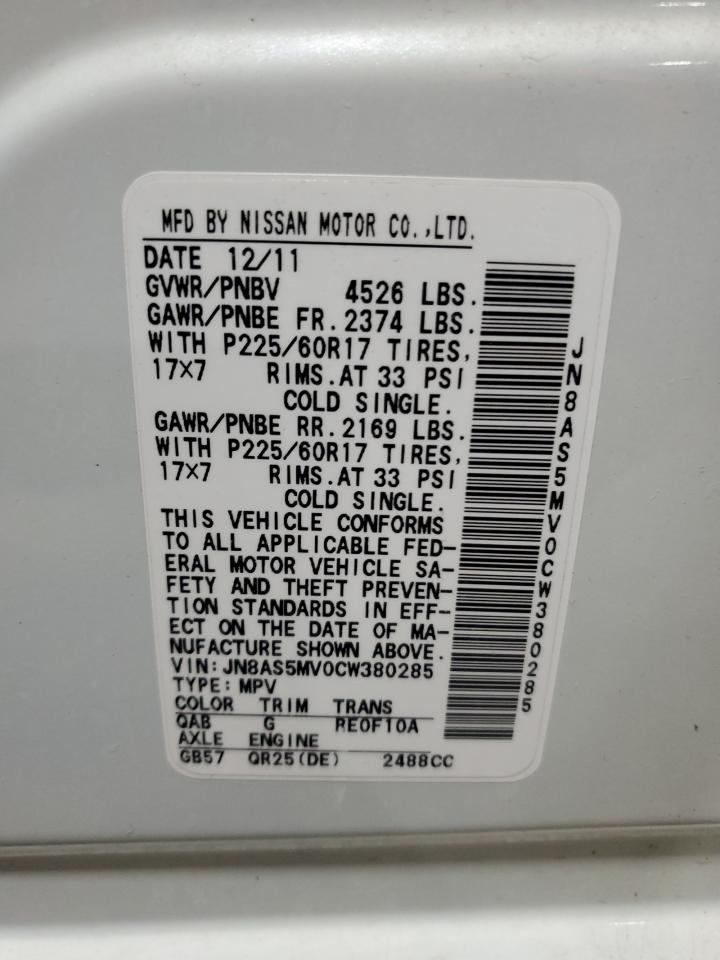 MFD BY NISSAN MOTOR CO.,LTD.
DATE 12/11
GVWR/PNBV 4526 LBS.
GAWR/PNBE FR.2374 LBS.
WITH P225/60R17 TIRES,
17X7 RIMS.AT 33 PSI
COLD SINGLE.
GAWR/PNBE RR.2169 LBS.
WITH P225/60R17 TIRES,
17X7 RIMS.AT 33 PSI
COLD SINGLE.
THIS VEHICLE CONFORMS
TO ALL APPLICABLE FED-
ERAL MOTOR VEHICLE SA-
FETY AND THEFT PREVEN-
TION STANDARDS IN EFF-
ECT ON THE DATE OF MA-
NUFACTURE SHOWN ABOVE.
VIN:JN8AS5MV0CW380285
TYPE:MPV
COLOR TRIM TRANS
QAB G RE0F10A
AXLE ENGINE
GB57 QR25(DE) 2488CC
JN8AS5MV0CW380285